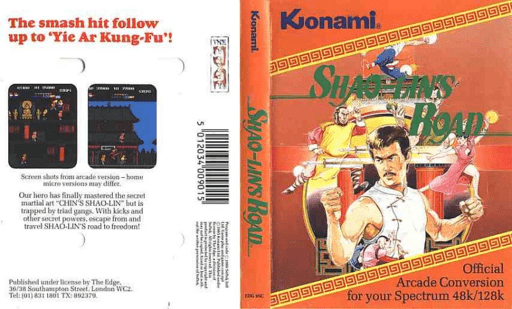 The smash hit follow
up to 'Yie Ar Kung-Fu'!
Screen shots from arcade version – home
micro versions may differ.
Our hero has finally mastered the secret
martial art "CHIN'S SHAO-LIN" but is
trapped by triad gangs. With kicks and
other secret powers, escape from and
travel SHAO-LIN'S road to freedom!
Published under license by The Edge.
36/38 Southampton Street, London WC2.
Tel: (01) 831 1801 TX: 892379.
THE
EDGE
5 012034 009015
Konami
SHAO-LIN'S ROAD
Konami®
SHAO-LIN'S
ROAD
Official
Arcade Conversion
for your Spectrum 48k/128k